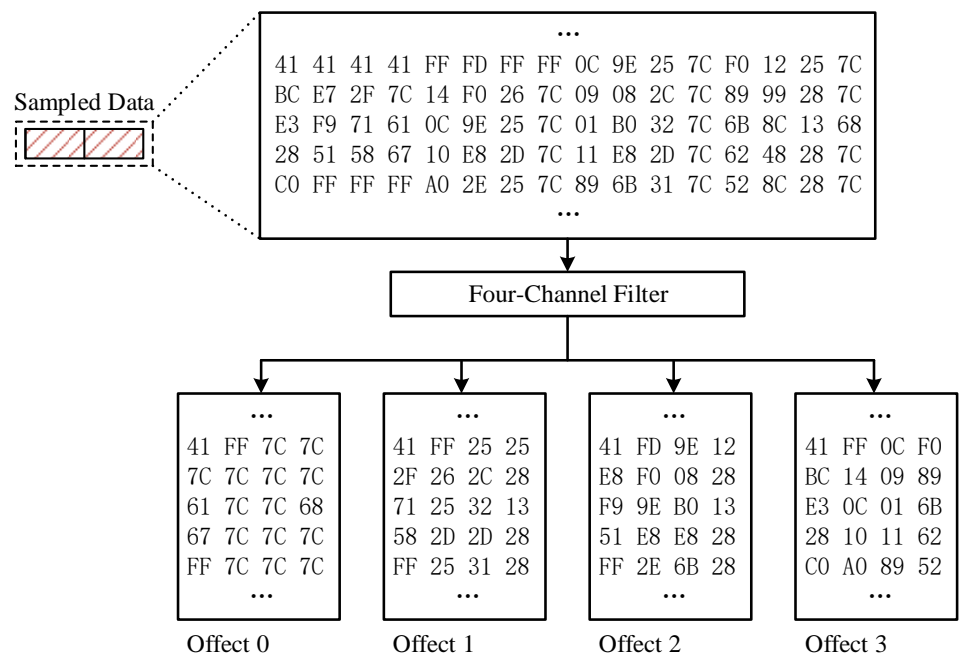 ...
41 41 41 41 FF FD FF FF 0C 9E 25 7C F0 12 25 7C
Sampled Data
BC E7 2F 7C 14 F0 26 7C 09 08 2C 7C 89 99 28 7C
E3 F9 71 61 0C 9E 25 7C 01 B0 32 7C 6B 8C 13 68
28 51 58 67 10 E8 2D 7C 11 E8 2D 7C 62 48 28 7C
C0 FF FF FF A0 2E 25 7C 89 6B 31 7C 52 8C 28 7C
...
Four-Channel Filter
...
41 FF 7C 7C
7C 7C 7C 7C
61 7C 7C 68
67 7C 7C 7C
FF 7C 7C 7C
...
Offect 0
...
41 FF 25 25
2F 26 2C 28
71 25 32 13
58 2D 2D 28
FF 25 31 28
...
Offect 1
...
41 FD 9E 12
E8 F0 08 28
F9 9E B0 13
51 E8 E8 28
FF 2E 6B 28
...
Offect 2
...
41 FF 0C F0
BC 14 09 89
E3 0C 01 6B
28 10 11 62
C0 A0 89 52
...
Offect 3